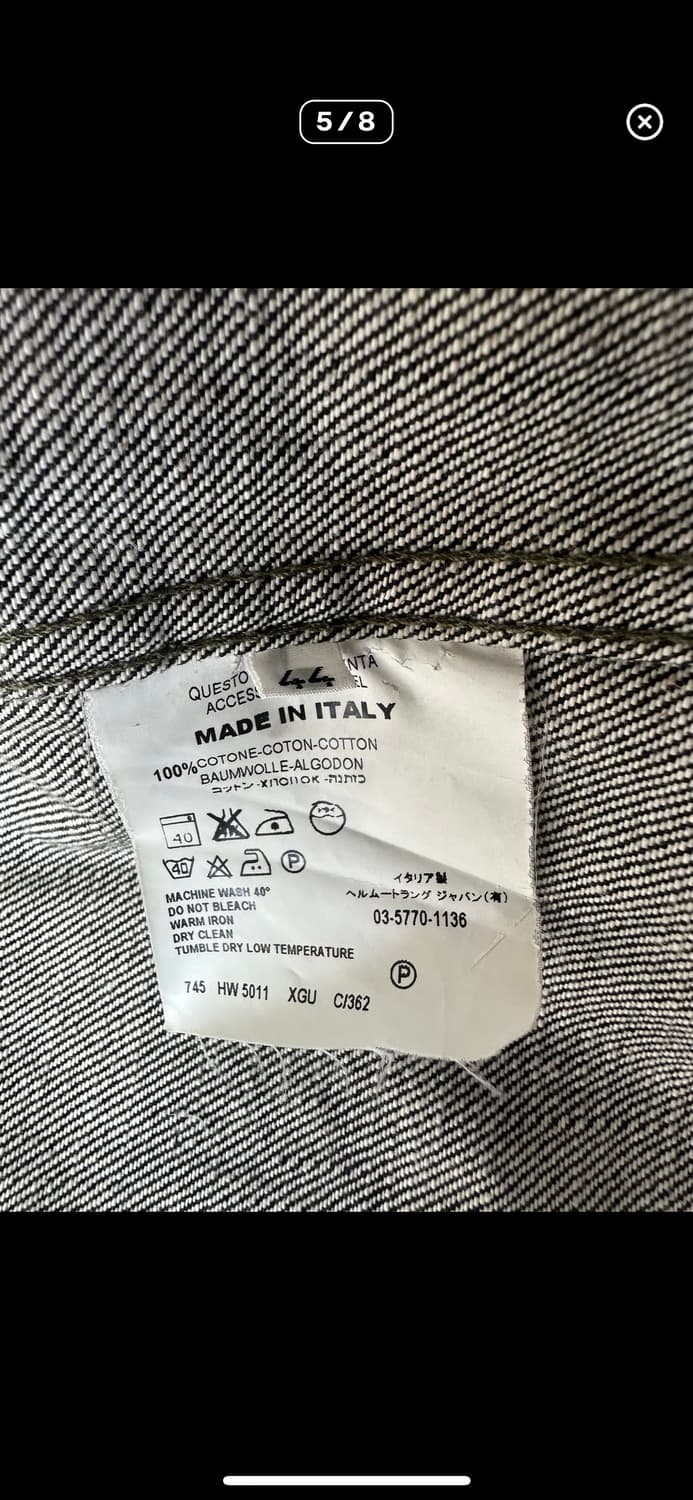 5/8
44
QUESTO
ACCESS
MADE IN ITALY
100% COTONE-COTON-COTTON
BAUMWOLLE-ALGODON
40
40 P
イタリア製
ヘルムートラング ジャパン(有)
03-5770-1136
MACHINE WASH 40°
DO NOT BLEACH
WARM IRON
DRY CLEAN
TUMBLE DRY LOW TEMPERATURE
P
745 HW 5011 XGU C/362